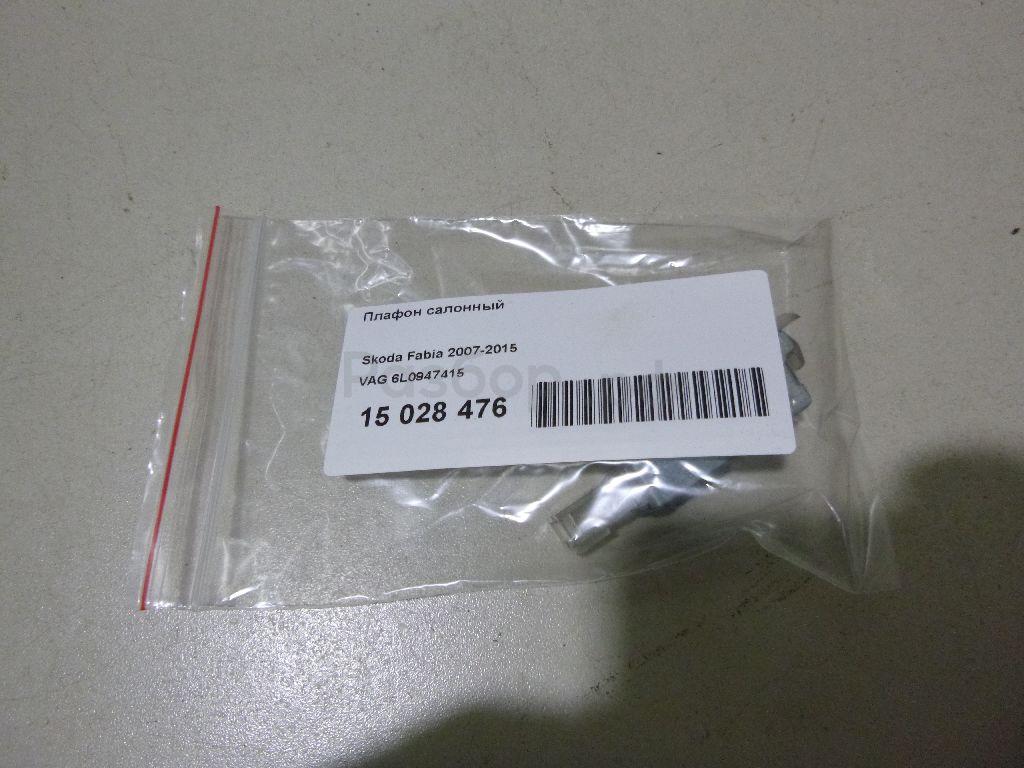 Плафон салонный
Skoda Fabia 2007-2015
VAG 6L0947415
15 028 476